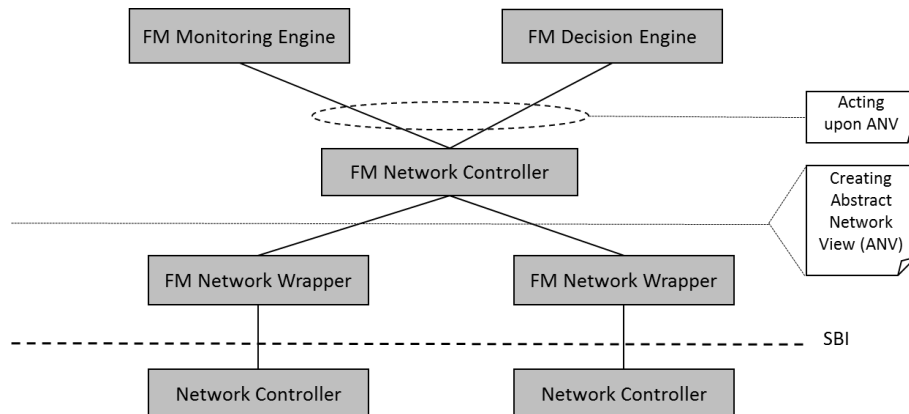 FM Monitoring Engine
FM Decision Engine
Acting
upon ANV
FM Network Controller
Creating
Abstract
Network
View (ANV)
FM Network Wrapper
FM Network Wrapper
SBI
Network Controller
Network Controller